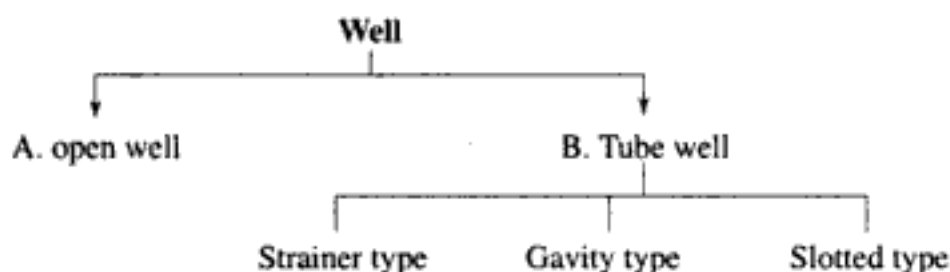 Well
A. open well B. Tube well
Strainer type Gavity type Slotted type